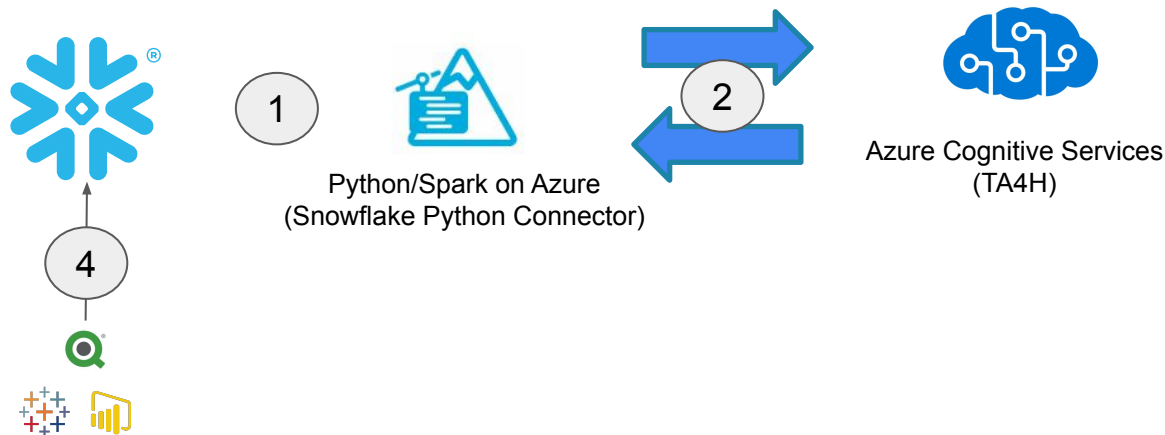 ®
1
2
Python/Spark on Azure
(Snowflake Python Connector)
Azure Cognitive Services
(TA4H)
4